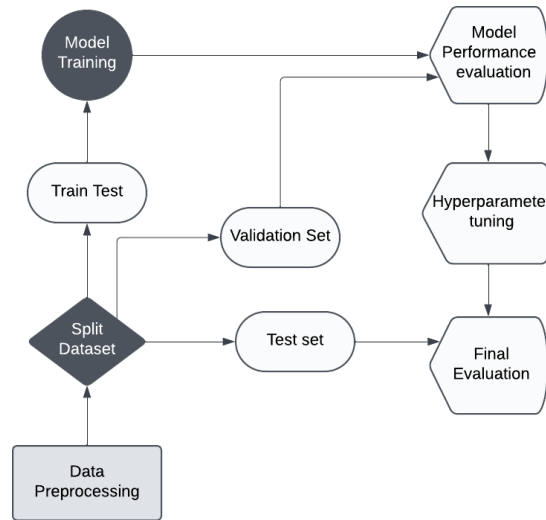 Model
Training
Model
Performance
evaluation
Train Test
Validation Set
Hyperparamete
tuning
Split
Dataset
Test set
Final
Evaluation
Data
Preprocessing